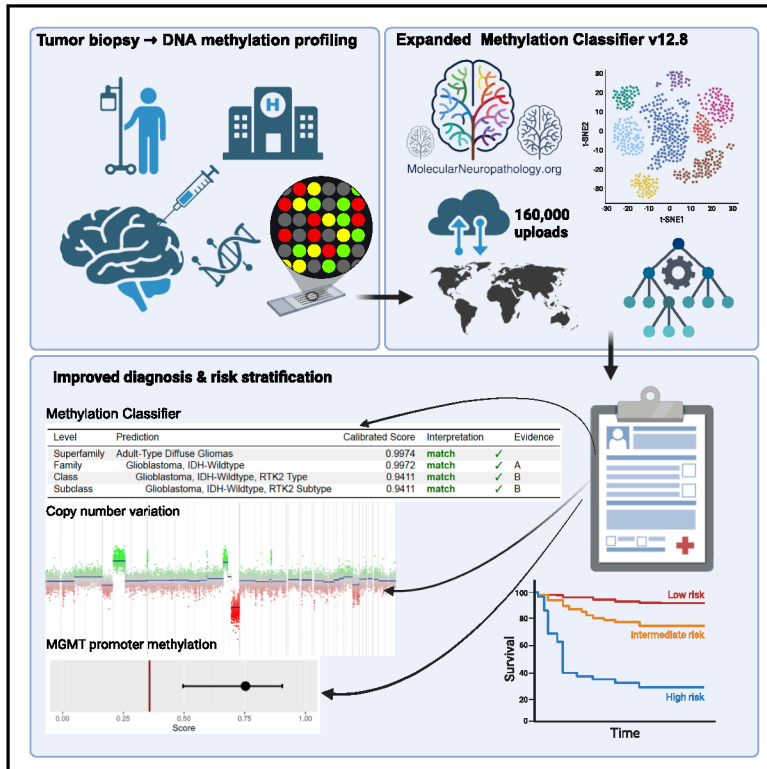 Tumor biopsy → DNA methylation profiling
H
Expanded Methylation Classifier v12.8
MolecularNeuropathology.org
160,000
uploads
t-SNE2
30
20
10
0
-10
-20
-30
-30 -20 -10 0 10 20 30
t-SNE1
Improved diagnosis & risk stratification
Methylation Classifier
Level Prediction Calibrated Score Interpretation Evidence
Superfamily Adult-Type Diffuse Gliomas 0.9974 match ✓
Family Glioblastoma, IDH-Wildtype 0.9972 match ✓ A
Class Glioblastoma, IDH-Wildtype, RTK2 Type 0.9411 match ✓ B
Subclass Glioblastoma, IDH-Wildtype, RTK2 Subtype 0.9411 match ✓ B
Copy number variation
MGMT promoter methylation
0.00 0.25 0.50 0.75 1.00
Score
Survival
100
80
60
40
20
0
Low risk
Intermediate risk
High risk
Time